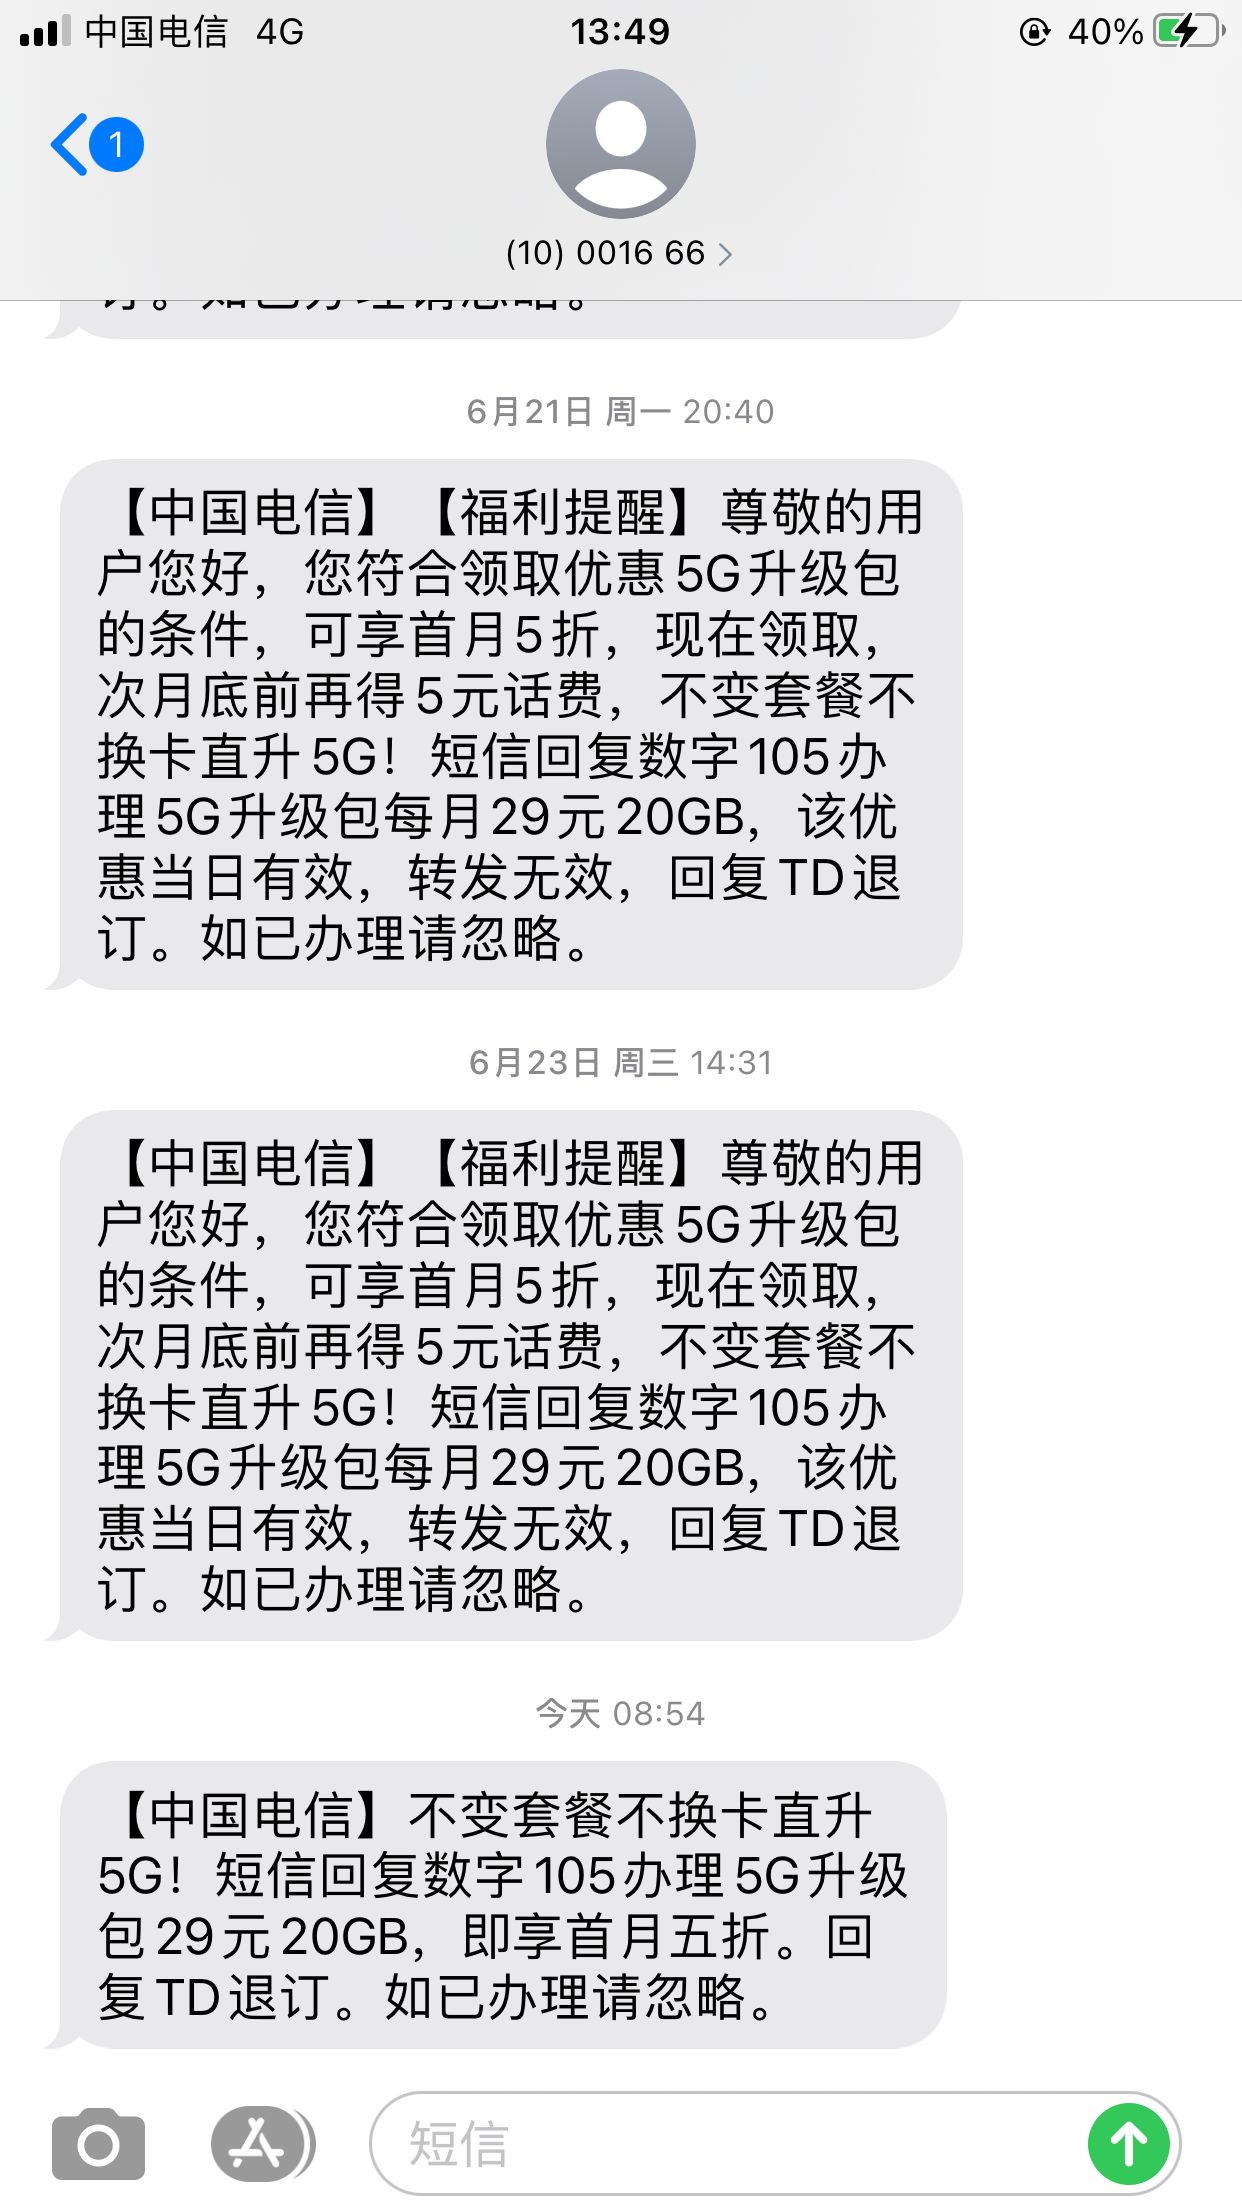 中国电信 4G 13:49 40%
1
(10) 0016 66
订。如已办理请忽略。
6月21日 周一 20:40
【中国电信】【福利提醒】尊敬的用
户您好，您符合领取优惠5G升级包
的条件，可享首月5折，现在领取，
次月底前再得5元话费，不变套餐不
换卡直升5G！短信回复数字105办
理5G升级包每月29元20GB，该优
惠当日有效，转发无效，回复TD退
订。如已办理请忽略。
6月23日 周三 14:31
【中国电信】【福利提醒】尊敬的用
户您好，您符合领取优惠5G升级包
的条件，可享首月5折，现在领取，
次月底前再得5元话费，不变套餐不
换卡直升5G！短信回复数字105办
理5G升级包每月29元20GB，该优
惠当日有效，转发无效，回复TD退
订。如已办理请忽略。
今天 08:54
【中国电信】不变套餐不换卡直升
5G！短信回复数字105办理5G升级
包29元20GB，即享首月五折。回
复TD退订。如已办理请忽略。
短信